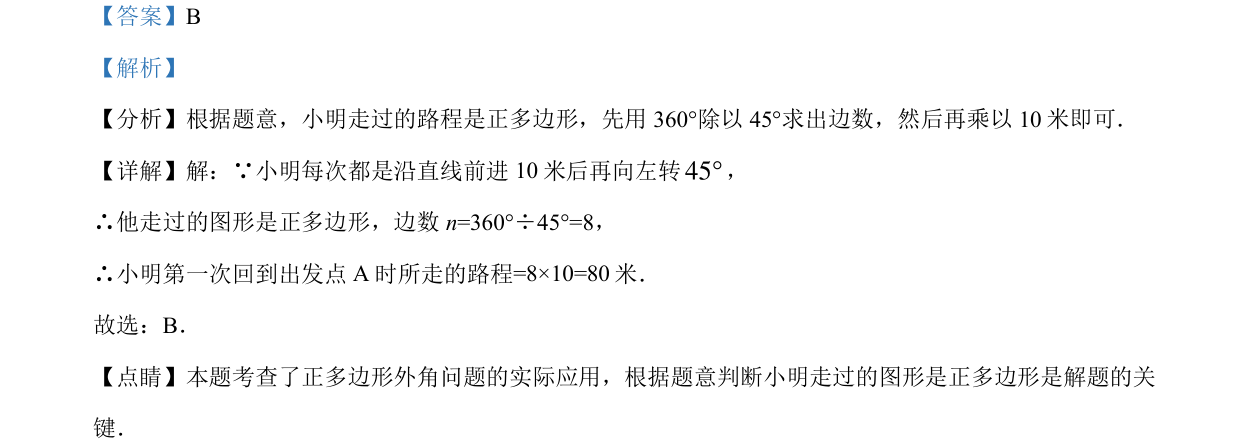 【答案】B
【解析】
【分析】根据题意，小明走过的路程是正多边形，先用 360°除以 45°求出边数，然后再乘以 10 米即可．
【详解】解：∵小明每次都是沿直线前进 10 米后再向左转 45°，
∴他走过的图形是正多边形，边数 n=360°÷45°=8，
∴小明第一次回到出发点 A 时所走的路程=8×10=80 米．
故选：B．
【点睛】本题考查了正多边形外角问题的实际应用，根据题意判断小明走过的图形是正多边形是解题的关
键．